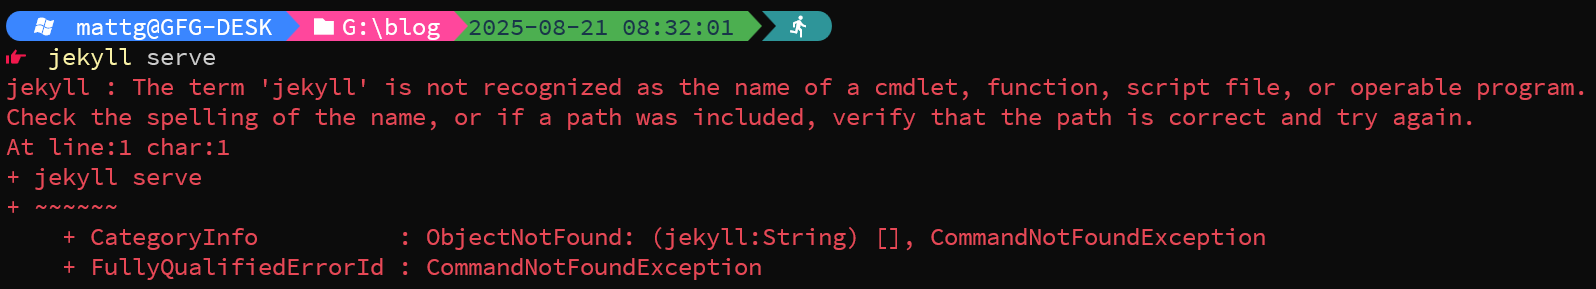 mattg@GFG-DESK G:\blog 2025-08-21 08:32:01
jekyll serve
jekyll : The term 'jekyll' is not recognized as the name of a cmdlet, function, script file, or operable program.
Check the spelling of the name, or if a path was included, verify that the path is correct and try again.
At line:1 char:1
+ jekyll serve
+ ~~~~~~
    + CategoryInfo          : ObjectNotFound: (jekyll:String) [], CommandNotFoundException
    + FullyQualifiedErrorId : CommandNotFoundException